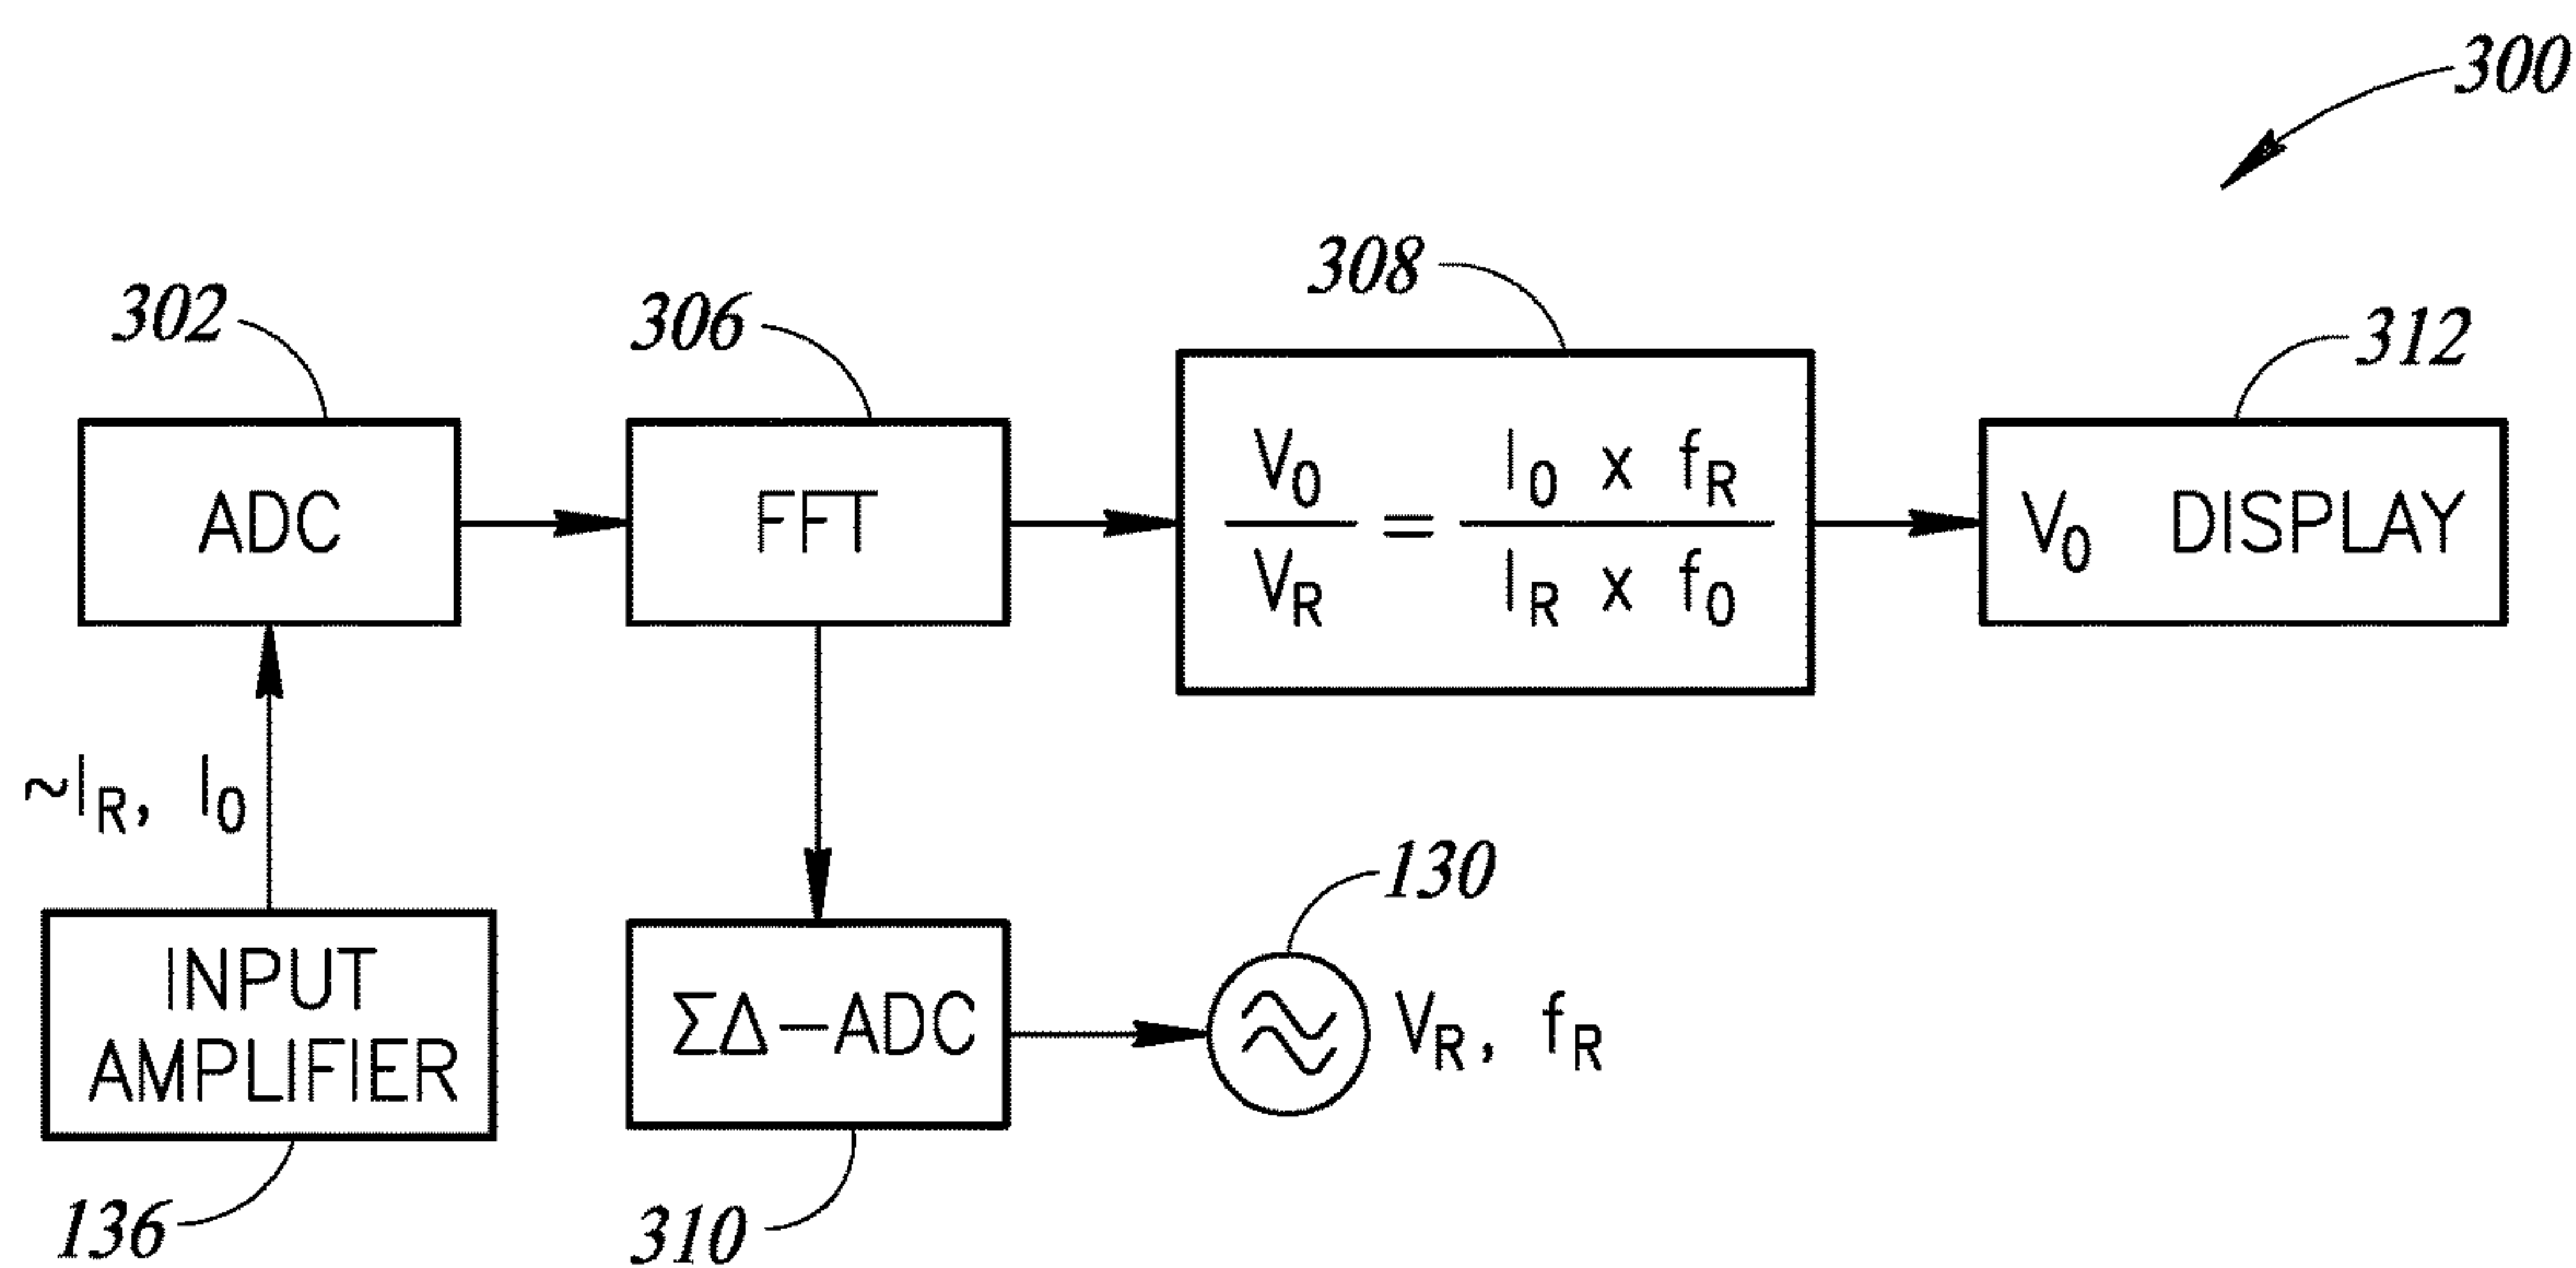 300
308
302
306
312
ADC
FFT
V0 / VR = I0 x fR / IR x f0
V0 DISPLAY
~IR, I0
130
INPUT
AMPLIFIER
ΣΔ-ADC
VR, fR
136
310